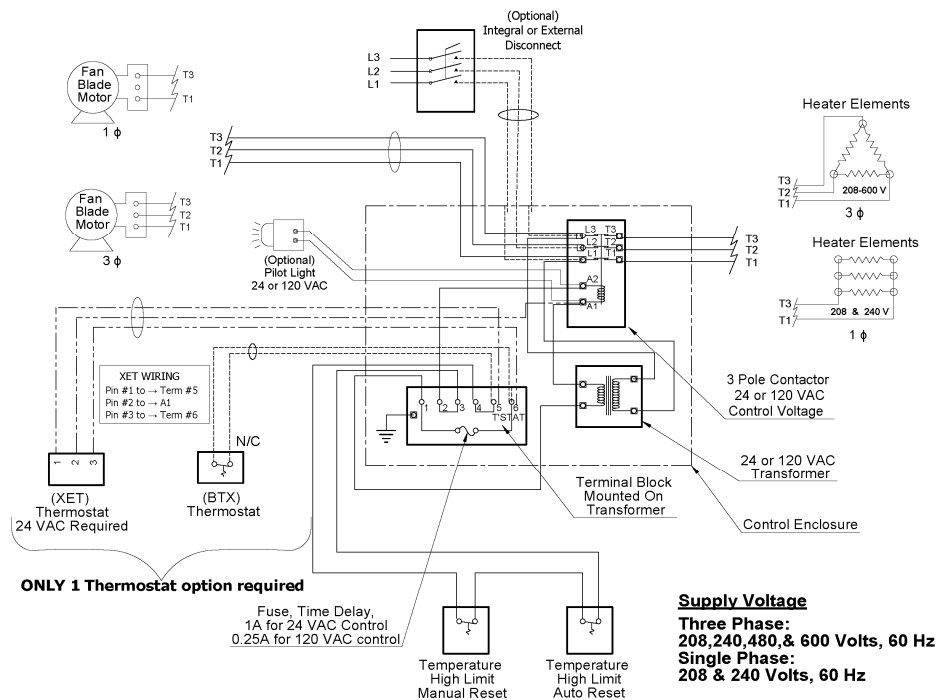 (Optional)
Integral or External
Disconnect
L3
L2
L1
Fan
Blade
Motor
T3
T1
1 ϕ
T3
T2
T1
Heater Elements
T3
T2
T1
208-600 V
3 ϕ
Fan
Blade
Motor
T3
T2
T1
3 ϕ
(Optional)
Pilot Light
24 or 120 VAC
L3 T3
L2 T2
L1 T1
A2
A1
T3
T2
T1
Heater Elements
T3
T1
208 & 240 V
1 ϕ
XET WIRING
Pin #1 to → Term #5
Pin #2 to → A1
Pin #3 to → Term #6
1 2 3 4 5 6
T'STAT
3 Pole Contactor
24 or 120 VAC
Control Voltage
N/C
1 2 3
(XET)
Thermostat
24 VAC Required
(BTX)
Thermostat
24 or 120 VAC
Transformer
Terminal Block
Mounted On
Transformer
Control Enclosure
ONLY 1 Thermostat option required
Fuse, Time Delay,
1A for 24 VAC Control
0.25A for 120 VAC control
Temperature
High Limit
Manual Reset
Temperature
High Limit
Auto Reset
Supply Voltage
Three Phase:
208,240,480,& 600 Volts, 60 Hz
Single Phase:
208 & 240 Volts, 60 Hz